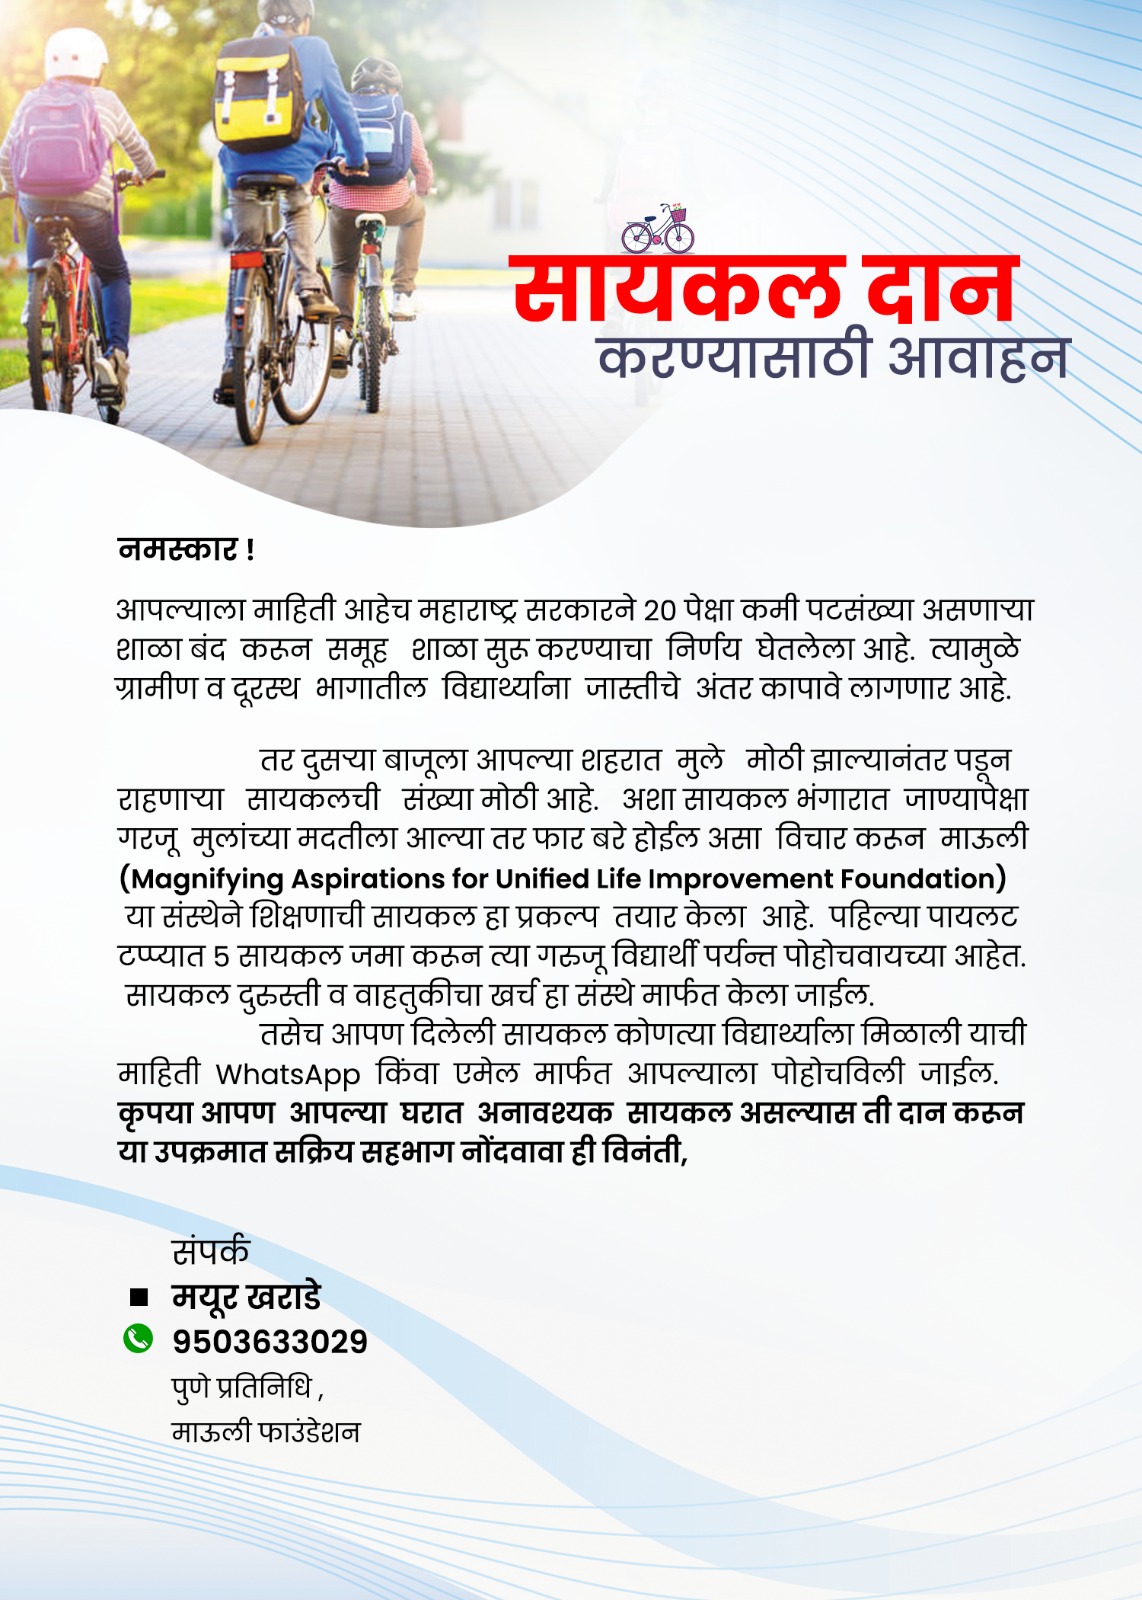 सायकल दान
करण्यासाठी आवाहन
नमस्कार !
आपल्याला माहिती आहेच महाराष्ट्र सरकारने 20 पेक्षा कमी पटसंख्या असणाऱ्या
शाळा बंद करून समूह शाळा सुरू करण्याचा निर्णय घेतलेला आहे. त्यामुळे
ग्रामीण व दूरस्थ भागातील विद्यार्थ्याना जास्तीचे अंतर कापावे लागणार आहे.
तर दुसऱ्या बाजूला आपल्या शहरात मुले मोठी झाल्यानंतर पडून
राहणाऱ्या सायकलची संख्या मोठी आहे. अशा सायकल भंगारात जाण्यापेक्षा
गरजू मुलांच्या मदतीला आल्या तर फार बरे होईल असा विचार करून माऊली
(Magnifying Aspirations for Unified Life Improvement Foundation)
या संस्थेने शिक्षणाची सायकल हा प्रकल्प तयार केला आहे. पहिल्या पायलट
टप्प्यात 5 सायकल जमा करून त्या गरुजू विद्यार्थी पर्यन्त पोहोचवायच्या आहेत.
सायकल दुरुस्ती व वाहतुकीचा खर्च हा संस्थे मार्फत केला जाईल.
तसेच आपण दिलेली सायकल कोणत्या विद्यार्थ्याला मिळाली याची
माहिती WhatsApp किंवा एमेल मार्फत आपल्याला पोहोचविली जाईल.
कृपया आपण आपल्या घरात अनावश्यक सायकल असल्यास ती दान करून
या उपक्रमात सक्रिय सहभाग नोंदवावा ही विनंती,
संपर्क
मयूर खराडे
9503633029
पुणे प्रतिनिधि ,
माऊली फाउंडेशन